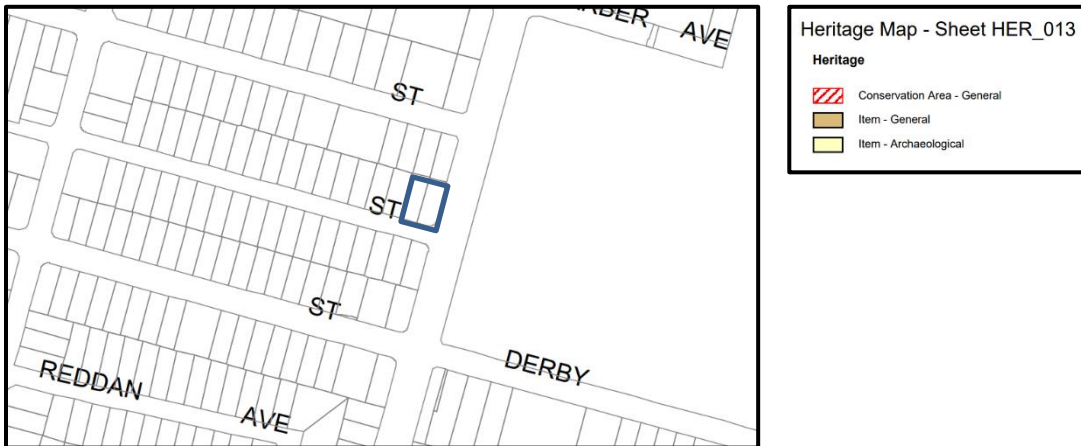 AVE
ST
ST
ST
DERBY
REDDAN
AVE
Heritage Map - Sheet HER_013
Heritage
Conservation Area - General
Item - General
Item - Archaeological